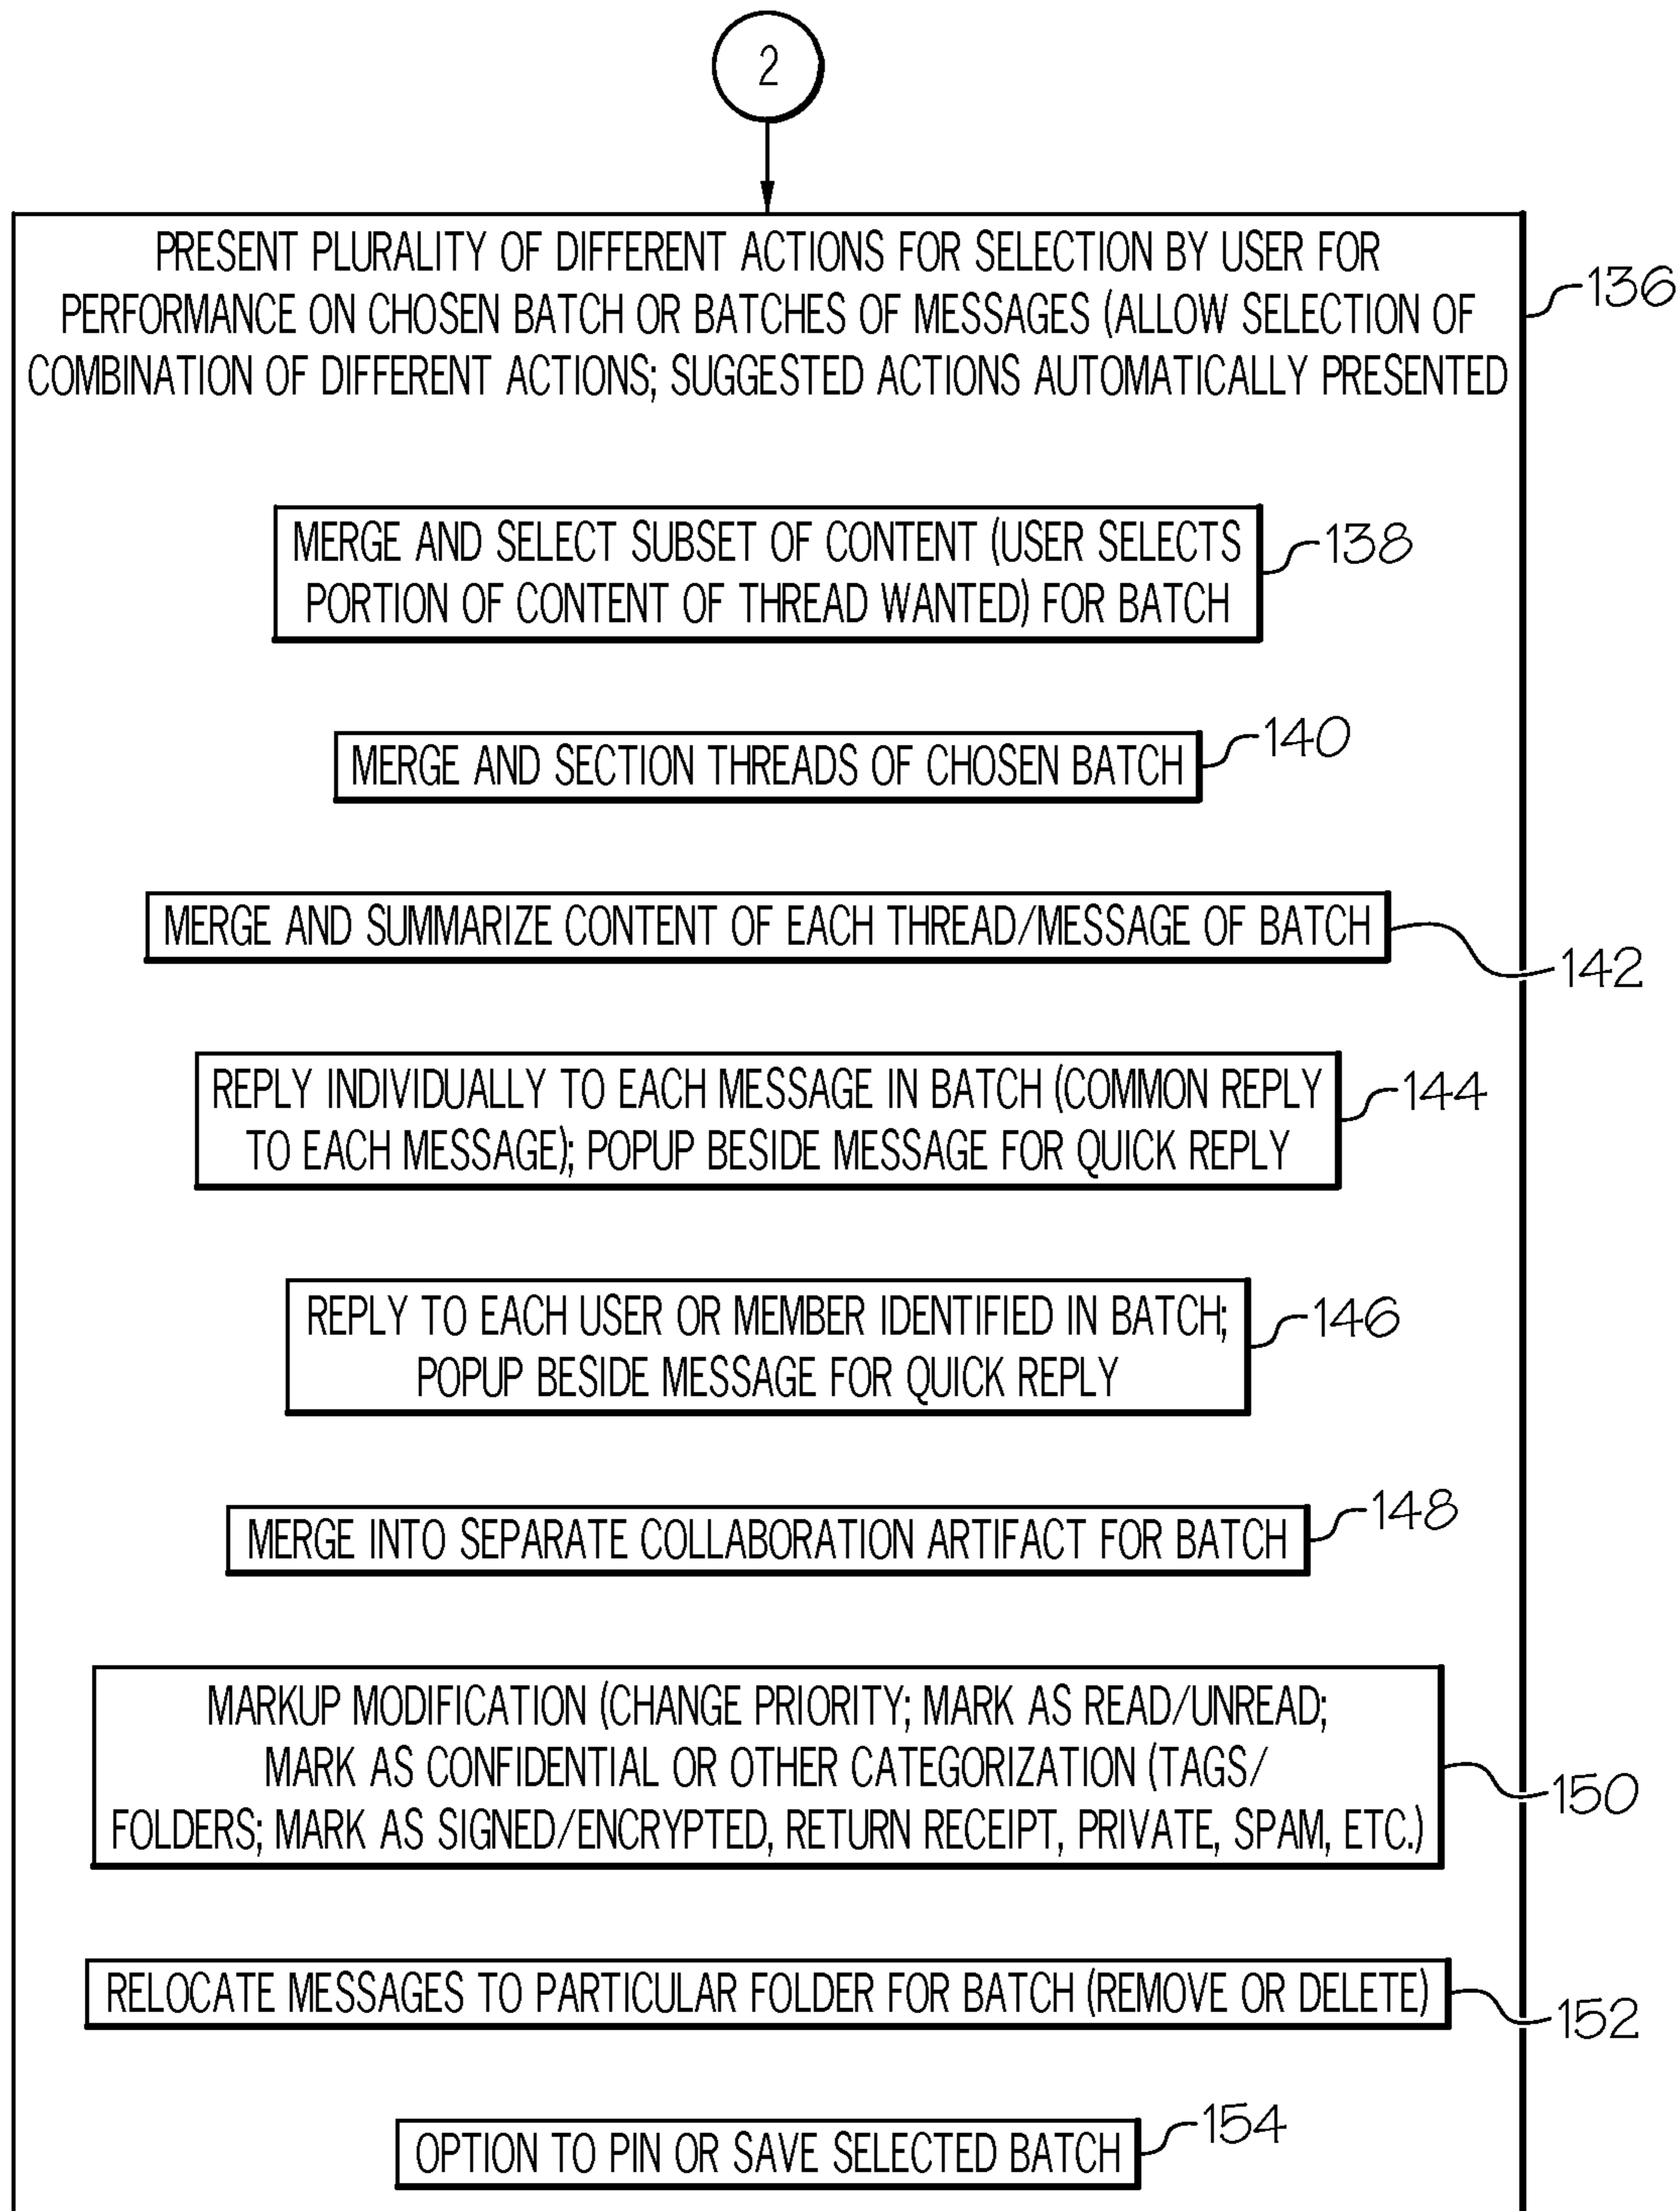 2
PRESENT PLURALITY OF DIFFERENT ACTIONS FOR SELECTION BY USER FOR
PERFORMANCE ON CHOSEN BATCH OR BATCHES OF MESSAGES (ALLOW SELECTION OF
COMBINATION OF DIFFERENT ACTIONS; SUGGESTED ACTIONS AUTOMATICALLY PRESENTED
136
MERGE AND SELECT SUBSET OF CONTENT (USER SELECTS
PORTION OF CONTENT OF THREAD WANTED) FOR BATCH
138
MERGE AND SECTION THREADS OF CHOSEN BATCH
140
MERGE AND SUMMARIZE CONTENT OF EACH THREAD/MESSAGE OF BATCH
142
REPLY INDIVIDUALLY TO EACH MESSAGE IN BATCH (COMMON REPLY
TO EACH MESSAGE); POPUP BESIDE MESSAGE FOR QUICK REPLY
144
REPLY TO EACH USER OR MEMBER IDENTIFIED IN BATCH;
POPUP BESIDE MESSAGE FOR QUICK REPLY
146
MERGE INTO SEPARATE COLLABORATION ARTIFACT FOR BATCH
148
MARKUP MODIFICATION (CHANGE PRIORITY; MARK AS READ/UNREAD;
MARK AS CONFIDENTIAL OR OTHER CATEGORIZATION (TAGS/
FOLDERS; MARK AS SIGNED/ENCRYPTED, RETURN RECEIPT, PRIVATE, SPAM, ETC.)
150
RELOCATE MESSAGES TO PARTICULAR FOLDER FOR BATCH (REMOVE OR DELETE)
152
OPTION TO PIN OR SAVE SELECTED BATCH
154